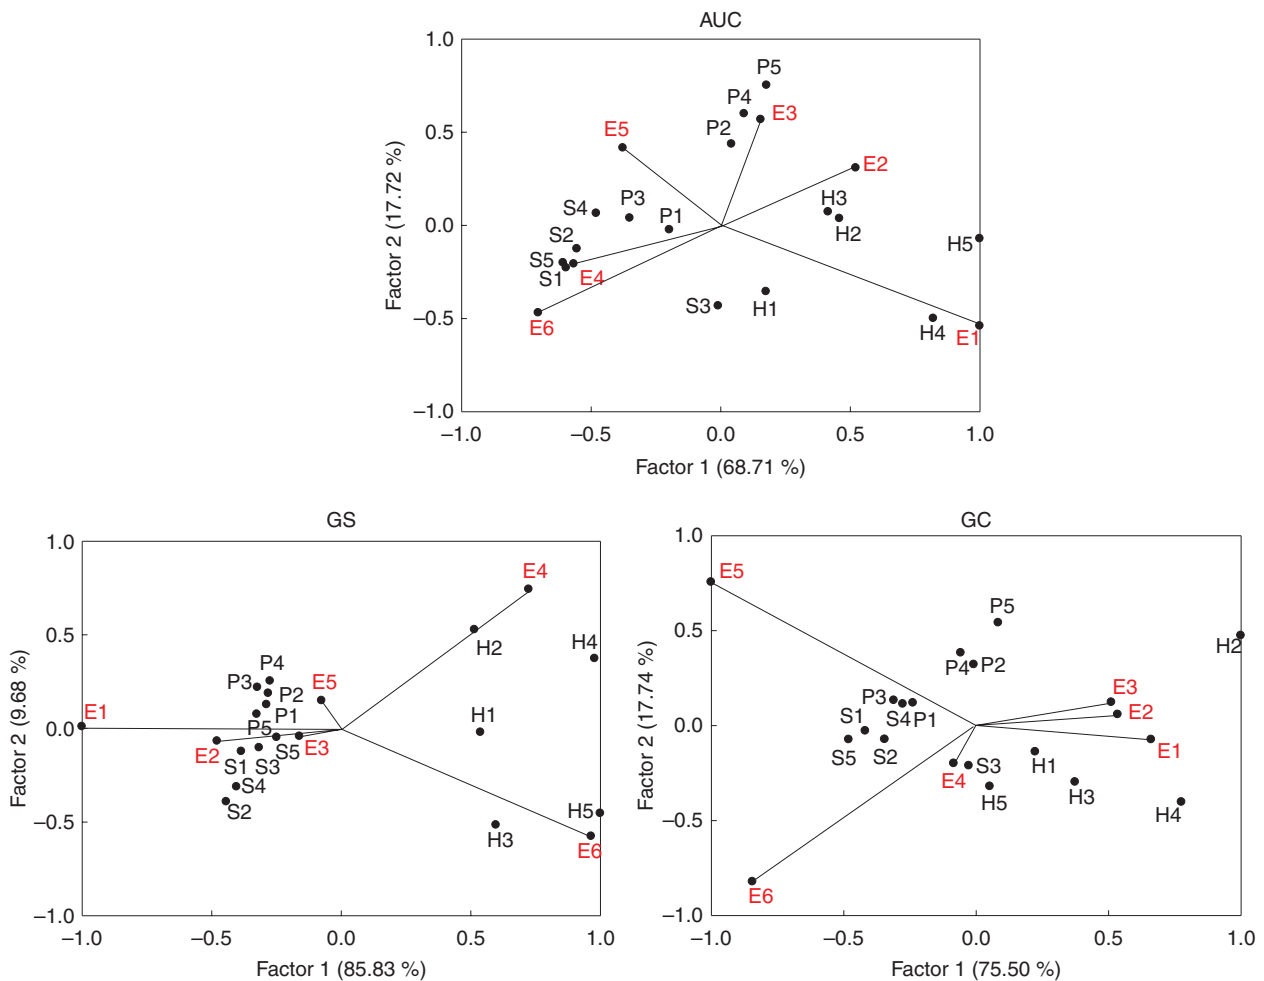 AUC
1.0
P5
P4
E3
P2
E5
0.5
E2
P3
H3
S4
P1
H2
0.0
S2
H5
S5
S1
E4
S3
H1
E6
−0.5
H4
E1
−1.0
−1.0 −0.5 0.0 0.5 1.0
Factor 2 (17.72 %)
Factor 1 (68.71 %)
GS
1.0
E4
0.5
H2
H4
P4
P3
E5
P2
E1
P1
H1
P5
0.0
E2
E3
S5
S1
S3
S4
S2
H5
−0.5
H3
E6
−1.0
−1.0 −0.5 0.0 0.5 1.0
Factor 2 (9.68 %)
Factor 1 (85.83 %)
GC
1.0
E5
P5
0.5
H2
P4
P2
P3
E3
S1
S4
P1
E2
0.0
E1
S5
S2
S3
H1
E4
H5
H3
H4
−0.5
E6
−1.0
−1.0 −0.5 0.0 0.5 1.0
Factor 2 (17.74 %)
Factor 1 (75.50 %)